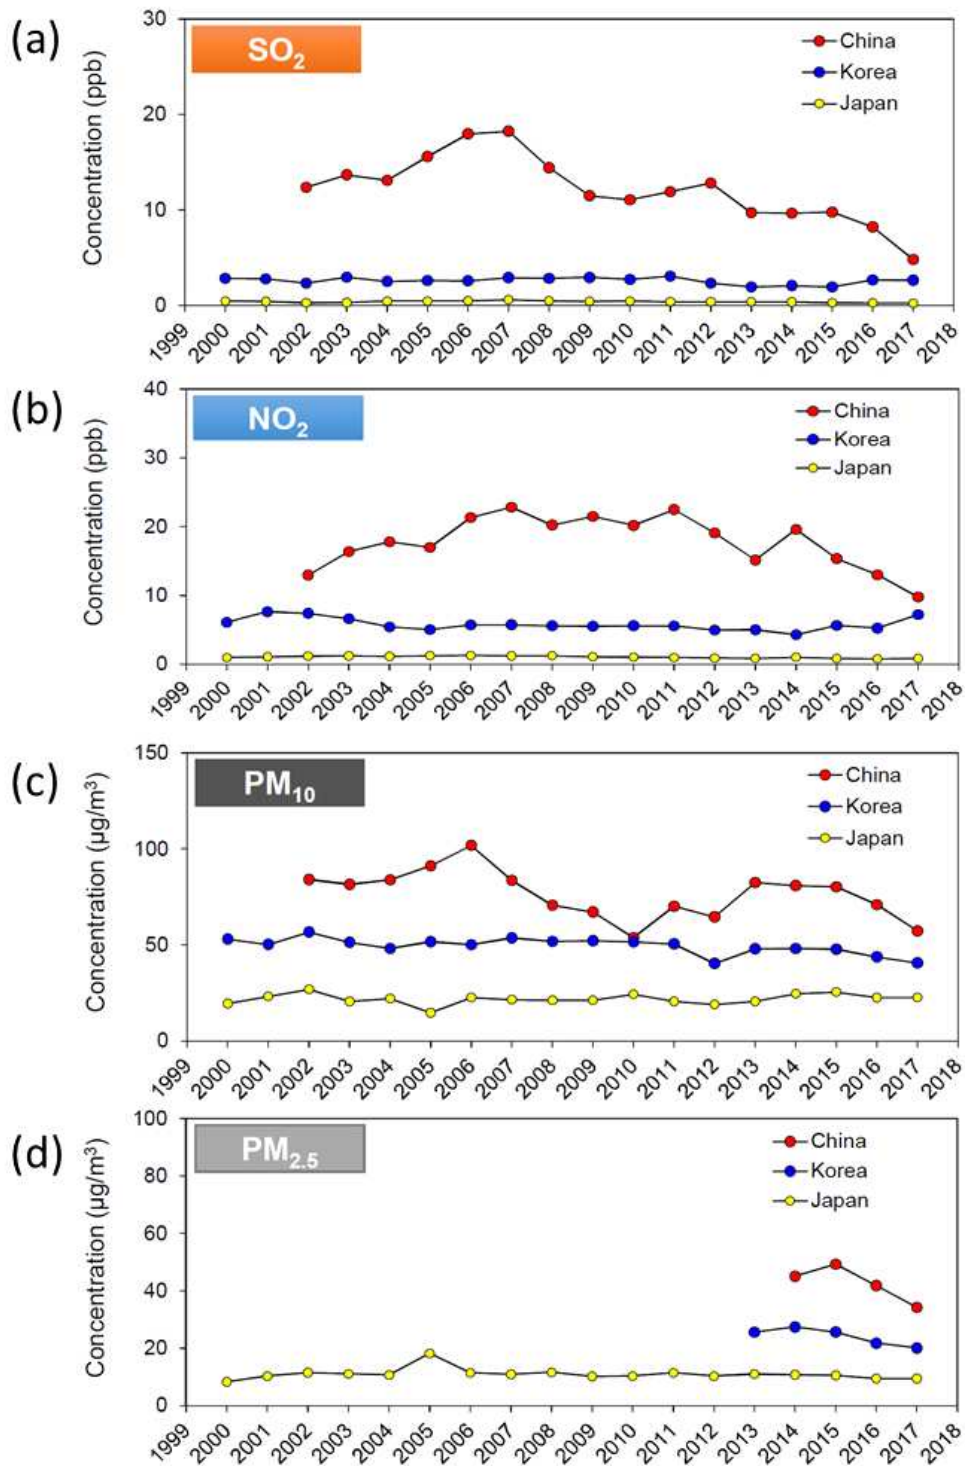 (a)
SO₂
Concentration (ppb)
30
20
10
0
China
Korea
Japan
1999 2000 2001 2002 2003 2004 2005 2006 2007 2008 2009 2010 2011 2012 2013 2014 2015 2016 2017 2018
(b)
NO₂
Concentration (ppb)
40
30
20
10
0
China
Korea
Japan
1999 2000 2001 2002 2003 2004 2005 2006 2007 2008 2009 2010 2011 2012 2013 2014 2015 2016 2017 2018
(c)
PM₁₀
Concentration (μg/m³)
150
100
50
0
China
Korea
Japan
1999 2000 2001 2002 2003 2004 2005 2006 2007 2008 2009 2010 2011 2012 2013 2014 2015 2016 2017 2018
(d)
PM₂.₅
Concentration (μg/m³)
100
80
60
40
20
0
China
Korea
Japan
1999 2000 2001 2002 2003 2004 2005 2006 2007 2008 2009 2010 2011 2012 2013 2014 2015 2016 2017 2018